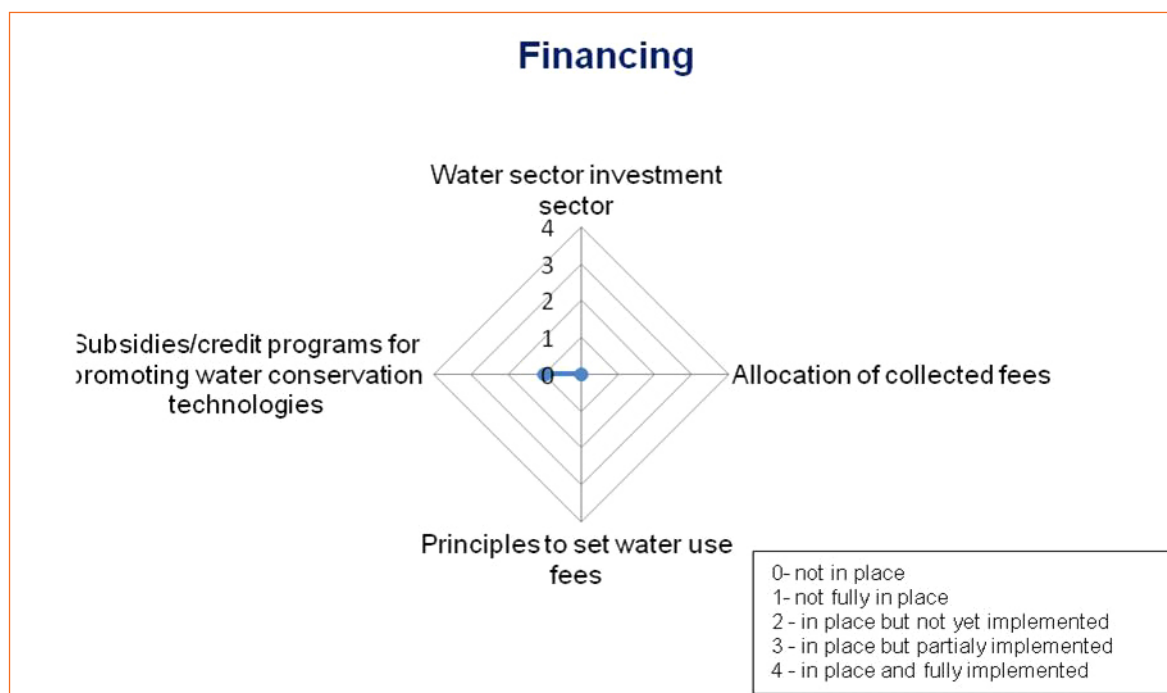 Financing
Water sector investment
sector
4
3
2
1
0
Subsidies/credit programs for
promoting water conservation
technologies
Allocation of collected fees
Principles to set water use
fees
0- not in place
1- not fully in place
2 - in place but not yet implemented
3 - in place but partialy implemented
4 - in place and fully implemented